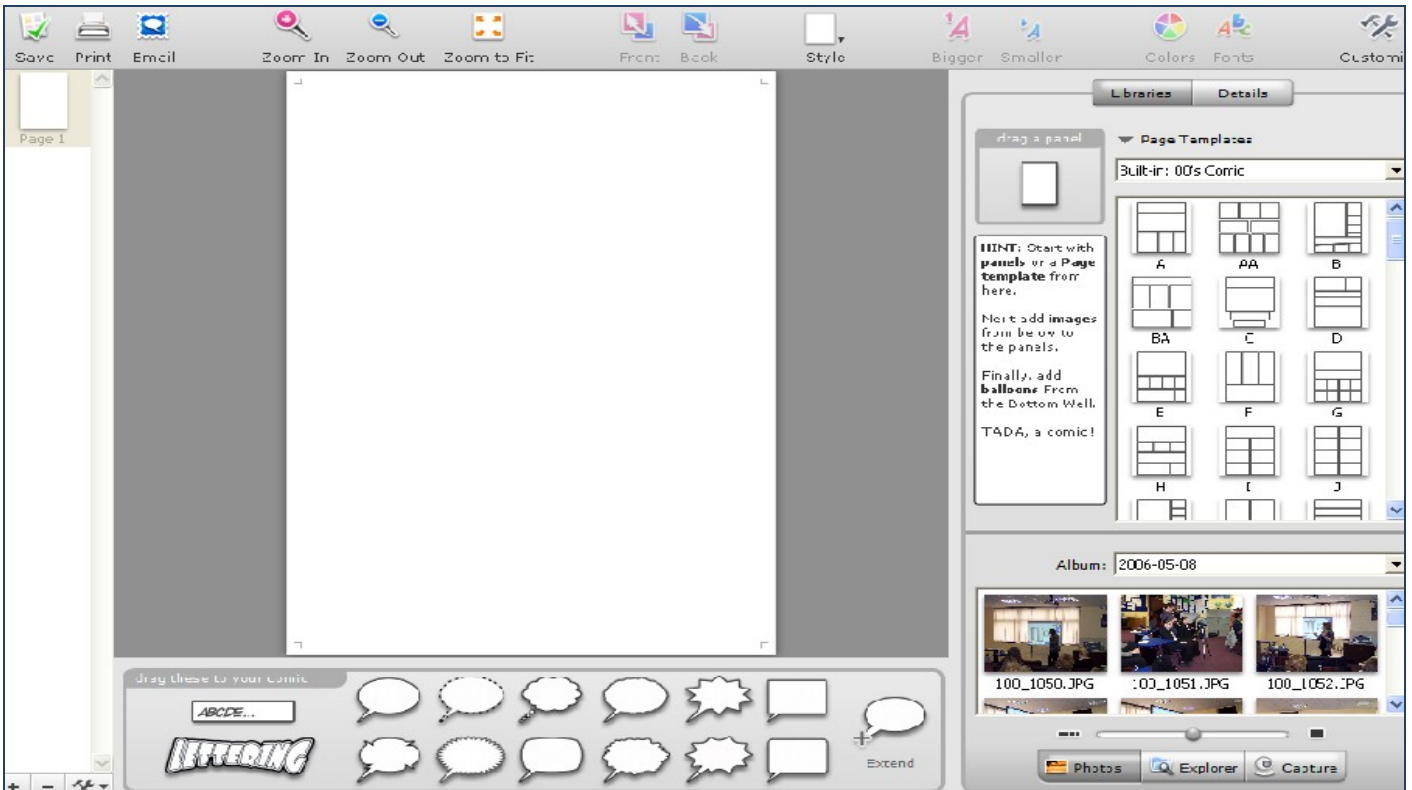 Save Print Email Zoom In Zoom Out Zoom to Fit Front Back Style Bigger Smaller Colors Fonts Customi
Page 1
drag these to your comic
ABCDE...
LETTERING
Extend
Libraries Details
drag a panel
HINT: Start with
panels or a Page
template from
here.
Next add images
from below to
the panels.
Finally, add
balloons From
the Bottom Well.
TADA, a comic!
Page Templates
Built-in: 00's Comic
A AA B
BA C D
E F G
H I J
Album: 2006-05-08
100_1050.JPG 100_1051.JPG 100_1052.JPG
Photos Explorer Capture